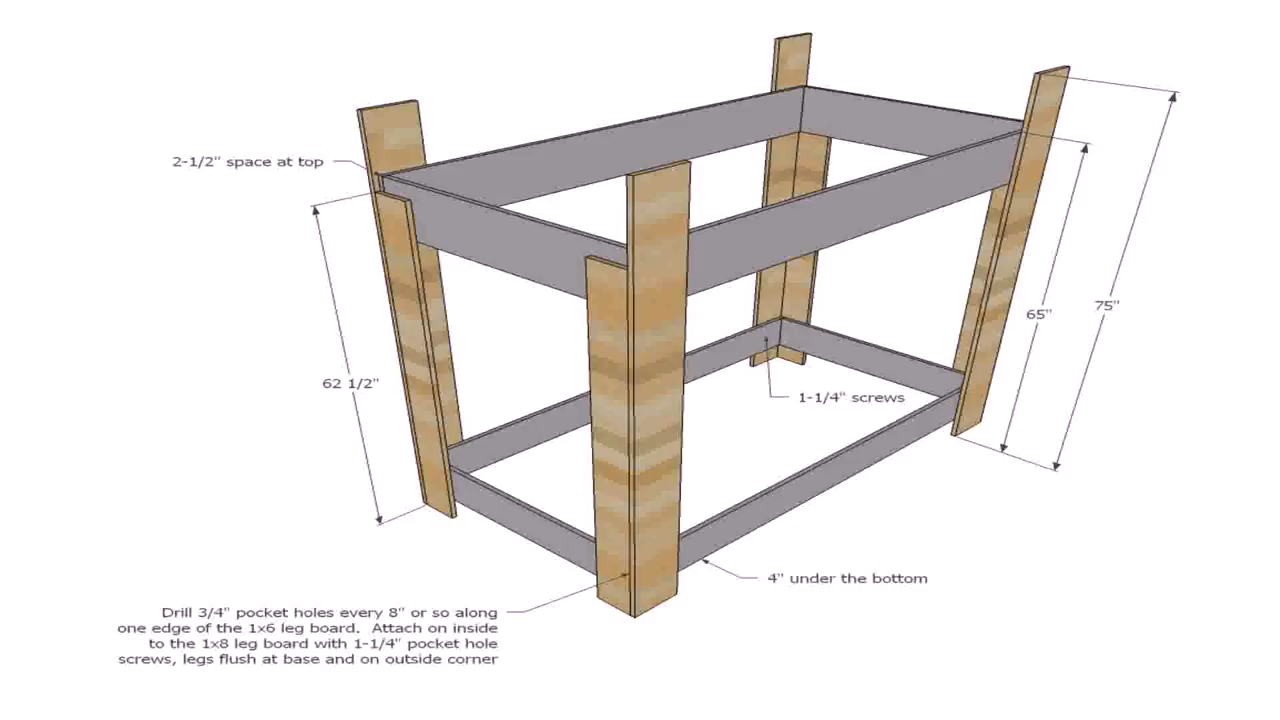 2-1/2" space at top
75"
65"
62 1/2"
1-1/4" screws
4" under the bottom
Drill 3/4" pocket holes every 8" or so along
one edge of the 1x6 leg board.  Attach on inside
to the 1x8 leg board with 1-1/4" pocket hole
screws, legs flush at base and on outside corner